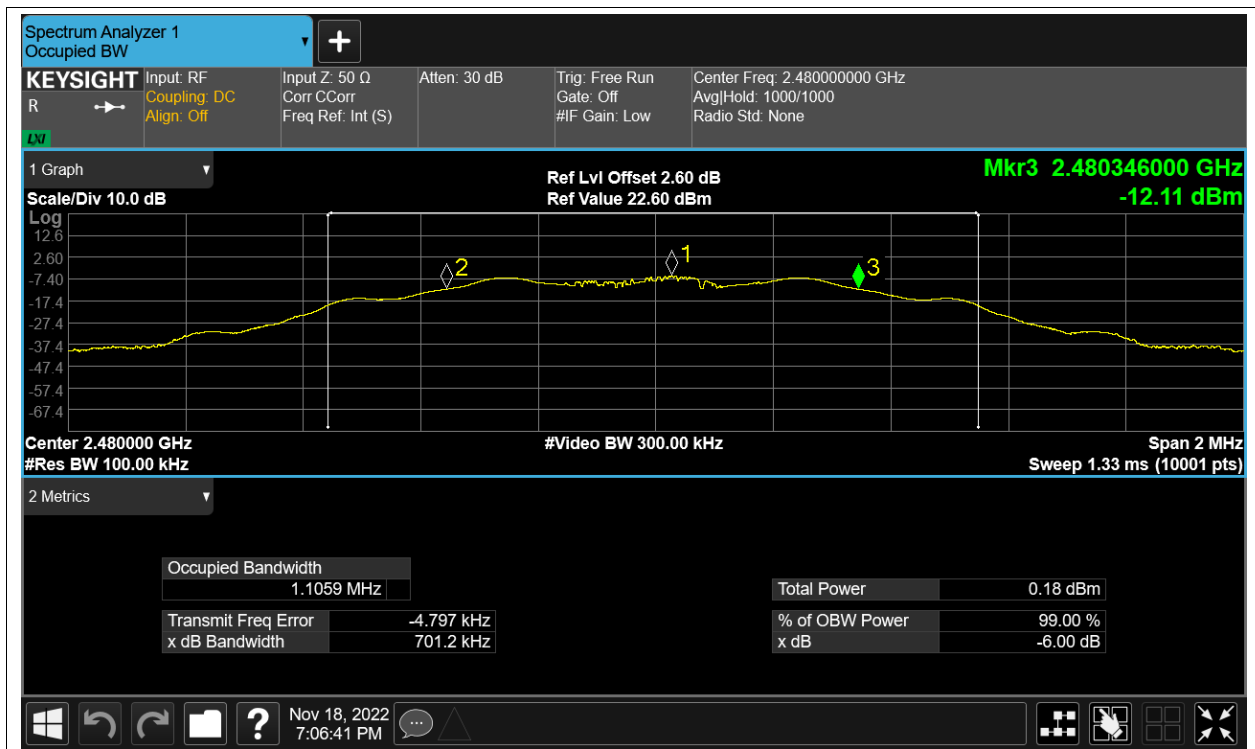 Spectrum Analyzer 1
Occupied BW
+
KEYSIGHT
R
LXI
Input: RF
Coupling: DC
Align: Off
Input Z: 50 Ω
Corr CCorr
Freq Ref: Int (S)
Atten: 30 dB
Trig: Free Run
Gate: Off
#IF Gain: Low
Center Freq: 2.480000000 GHz
Avg|Hold: 1000/1000
Radio Std: None
1 Graph
Scale/Div 10.0 dB
Ref Lvl Offset 2.60 dB
Ref Value 22.60 dBm
Mkr3 2.480346000 GHz
-12.11 dBm
Log
12.6
2.60
-7.40
-17.4
-27.4
-37.4
-47.4
-57.4
-67.4
2
1
3
Center 2.480000 GHz
#Res BW 100.00 kHz
#Video BW 300.00 kHz
Span 2 MHz
Sweep 1.33 ms (10001 pts)
2 Metrics
Occupied Bandwidth
1.1059 MHz
Transmit Freq Error -4.797 kHz
x dB Bandwidth 701.2 kHz
Total Power 0.18 dBm
% of OBW Power 99.00 %
x dB -6.00 dB
?
Nov 18, 2022
7:06:41 PM